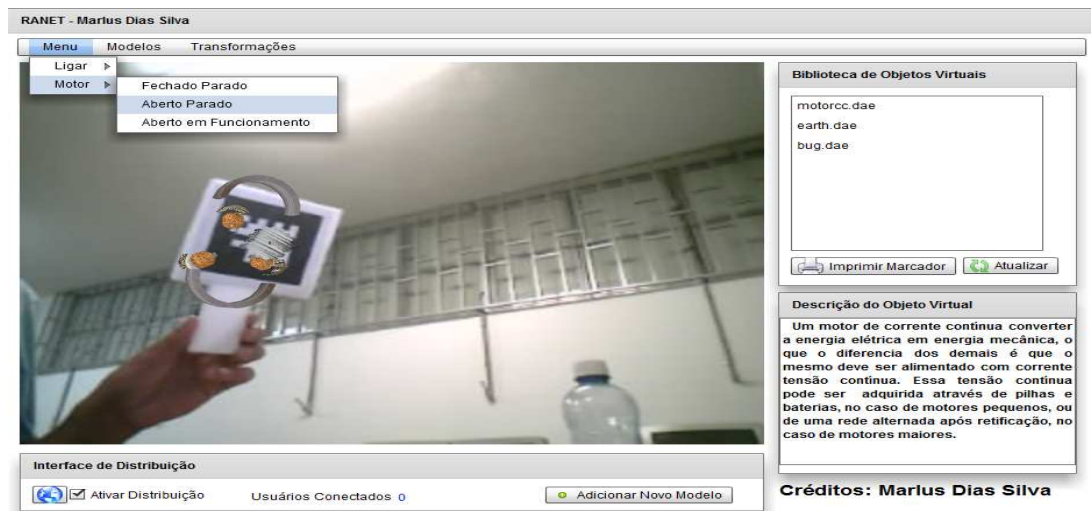 RANET - Marlus Dias Silva
Menu Modelos Transformações
Ligar
Motor
Fechado Parado
Aberto Parado
Aberto em Funcionamento
Biblioteca de Objetos Virtuais
motorcc.dae
earth.dae
bug.dae
Imprimir Marcador Atualizar
Descrição do Objeto Virtual
Um motor de corrente contínua converter
a energia elétrica em energia mecânica, o
que o diferencia dos demais é que o
mesmo deve ser alimentado com corrente
tensão contínua. Essa tensão contínua
pode ser adquirida através de pilhas e
baterias, no caso de motores pequenos, ou
de uma rede alternada após retificação, no
caso de motores maiores.
Interface de Distribuição
Ativar Distribuição Usuários Conectados 0 Adicionar Novo Modelo
Créditos: Marlus Dias Silva